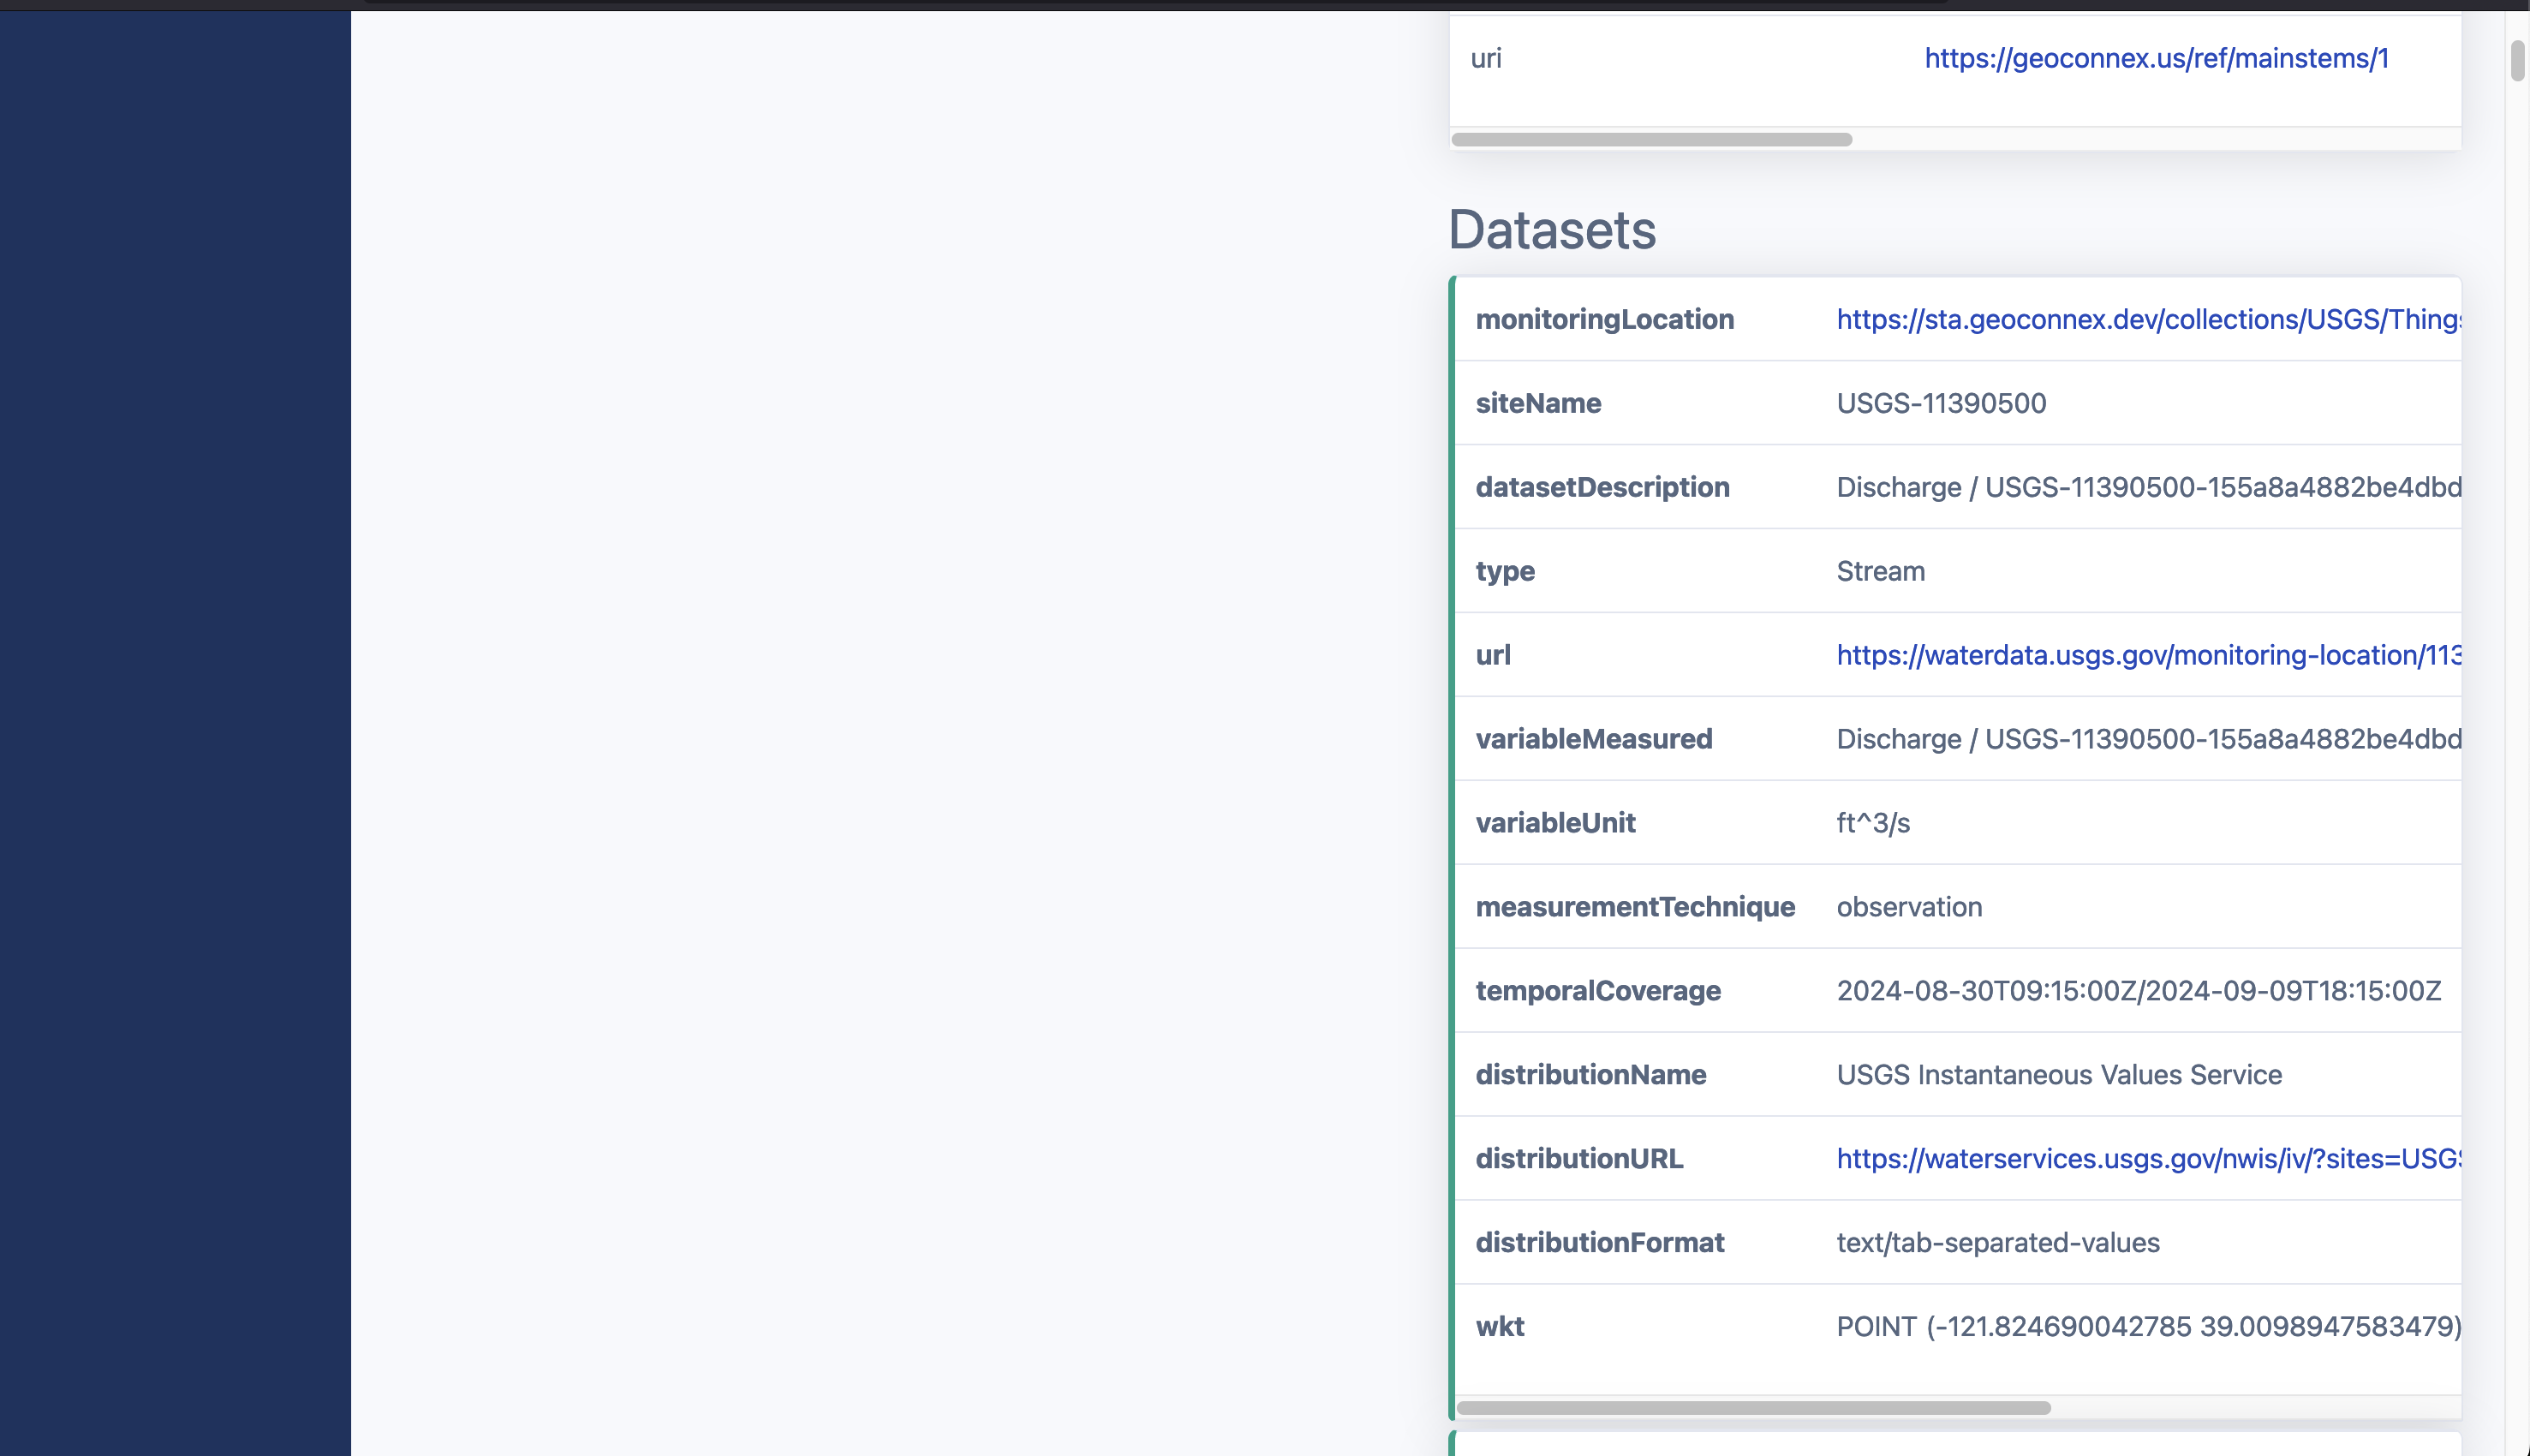 uri https://geoconnex.us/ref/mainstems/1
Datasets
monitoringLocation https://sta.geoconnex.dev/collections/USGS/Things
siteName USGS-11390500
datasetDescription Discharge / USGS-11390500-155a8a4882be4dbd
type Stream
url https://waterdata.usgs.gov/monitoring-location/113
variableMeasured Discharge / USGS-11390500-155a8a4882be4dbd
variableUnit ft^3/s
measurementTechnique observation
temporalCoverage 2024-08-30T09:15:00Z/2024-09-09T18:15:00Z
distributionName USGS Instantaneous Values Service
distributionURL https://waterservices.usgs.gov/nwis/iv/?sites=USGS
distributionFormat text/tab-separated-values
wkt POINT (-121.824690042785 39.0098947583479)